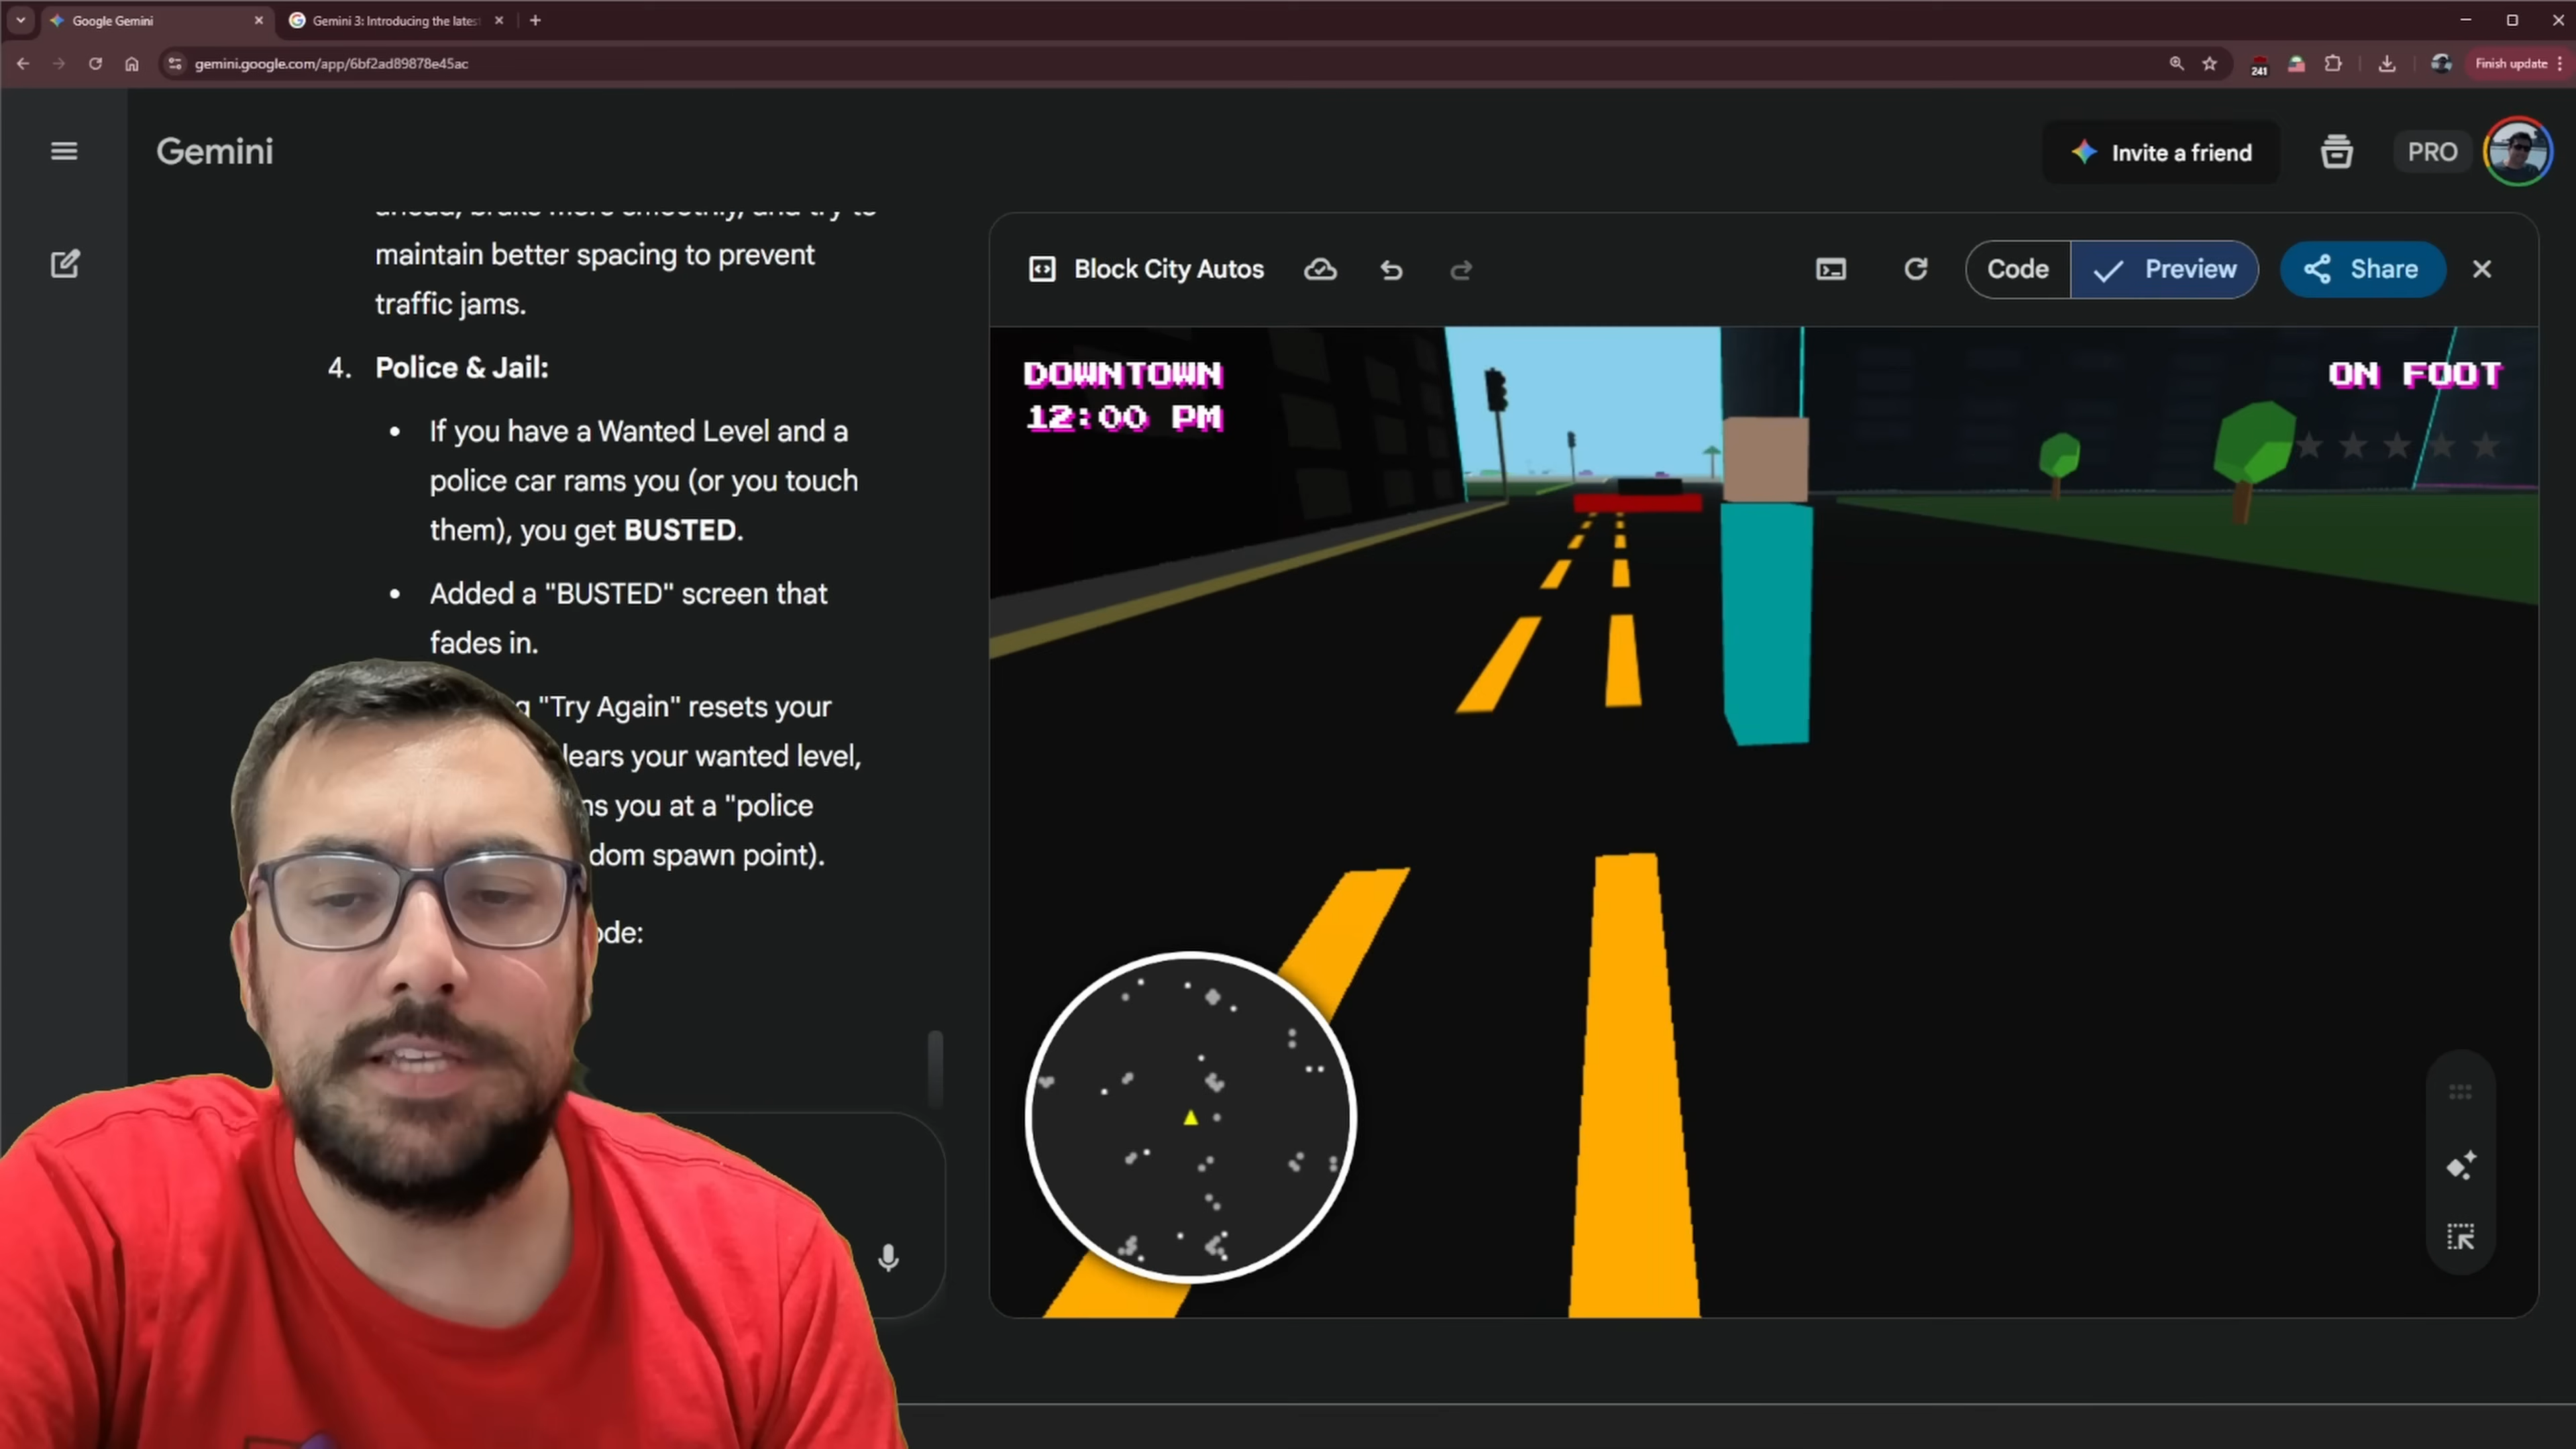 Google Gemini
Gemini 3: Introducing the lates
gemini.google.com/app/6bf2ad89878e45ac
241
Finish update
Gemini
Invite a friend
PRO
maintain better spacing to prevent
traffic jams.
4. Police & Jail:
• If you have a Wanted Level and a
police car rams you (or you touch
them), you get BUSTED.
• Added a "BUSTED" screen that
fades in.
"Try Again" resets your
lears your wanted level,
you at a "police
dom spawn point).
ode:
Block City Autos
Code
Preview
Share
DOWNTOWN
12:00 PM
ON FOOT